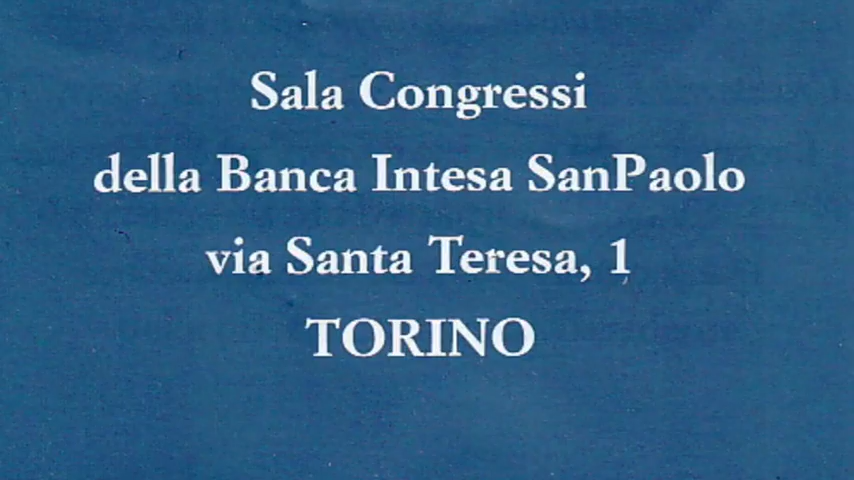 Sala Congressi
della Banca Intesa SanPaolo
via Santa Teresa, 1
TORINO